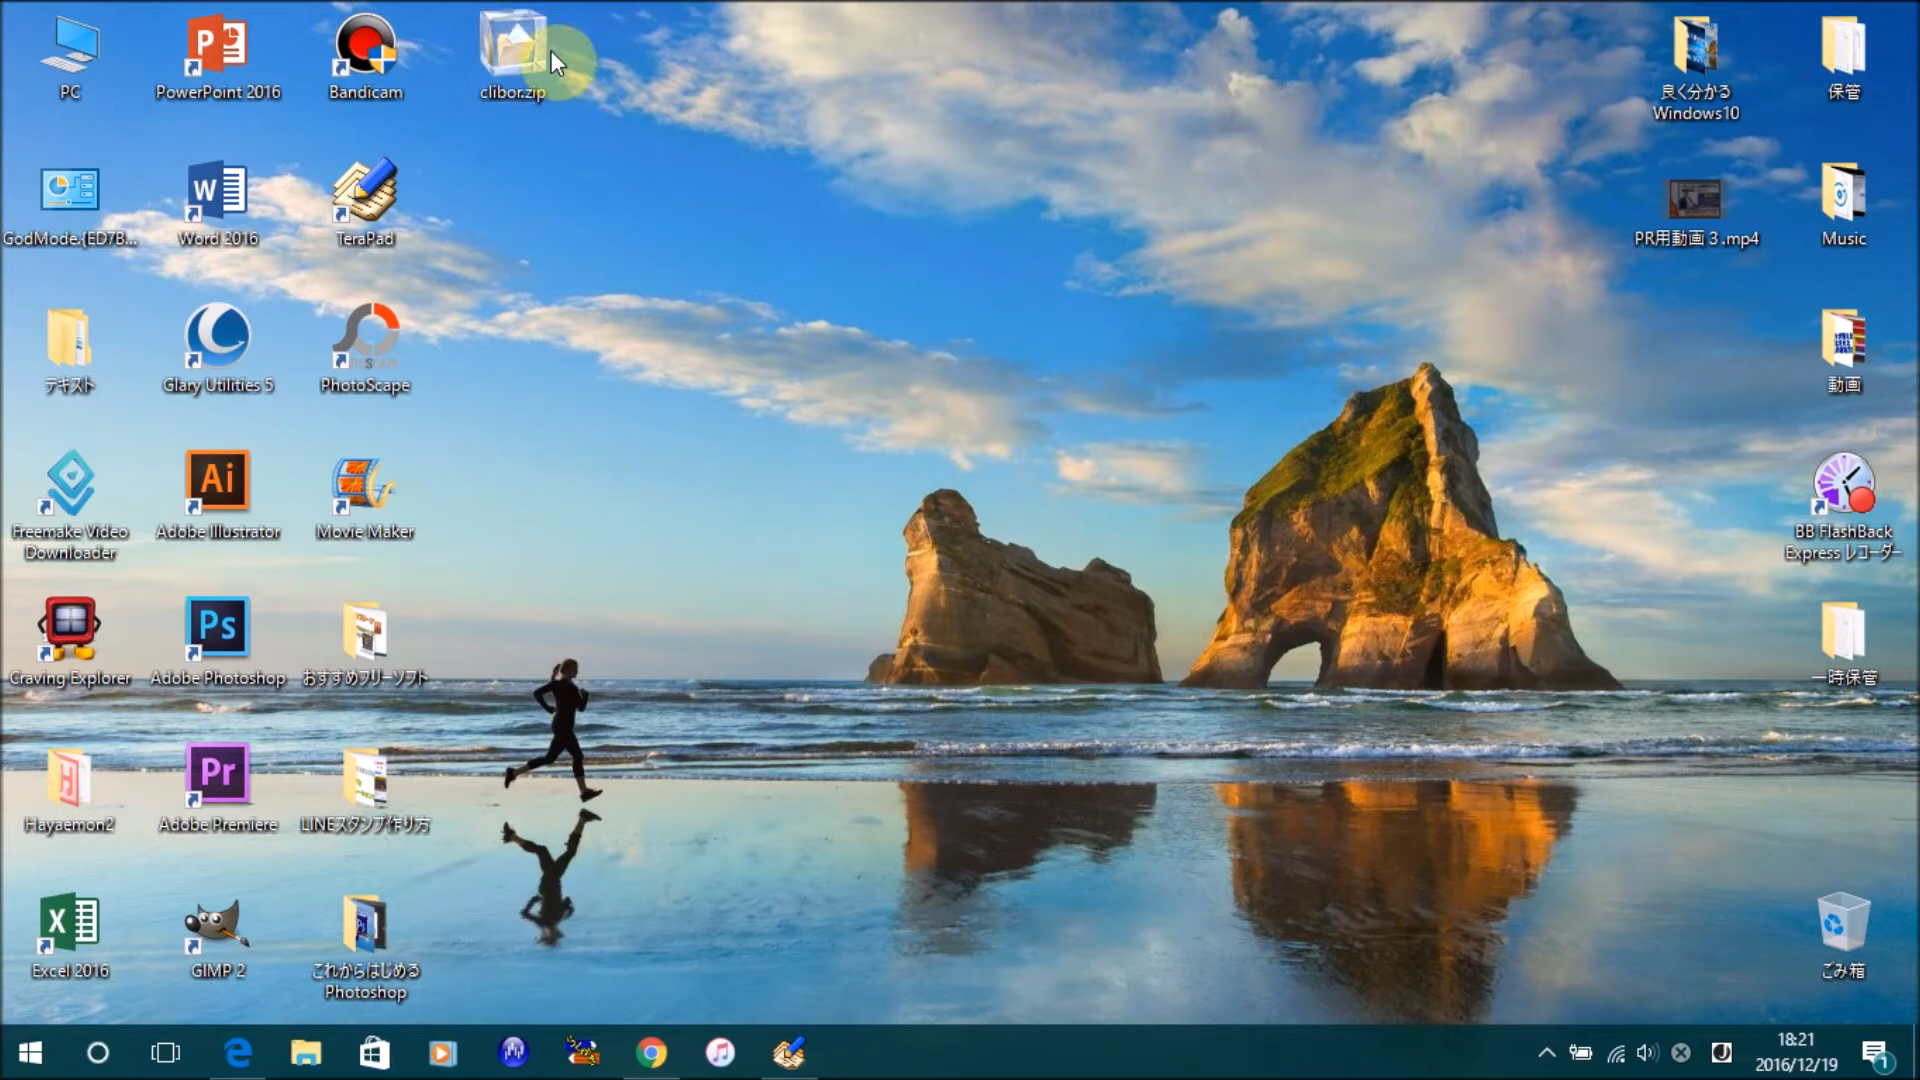 PC
PowerPoint 2016
Bandicam
clibor.zip
良く分かる
Windows10
保管
GodMode.{ED7B...
Word 2016
TeraPad
PR用動画３.mp4
Music
テキスト
Glary Utilities 5
PhotoScape
動画
Freemake Video
Downloader
Adobe Illustrator
Movie Maker
BB FlashBack
Express レコーダー
Craving Explorer
Adobe Photoshop
おすすめフリーソフト
一時保管
Hayaemon2
Adobe Premiere
LINEスタンプ作り方
Excel 2016
GIMP 2
これからはじめる
Photoshop
ごみ箱
18:21
2016/12/19
1